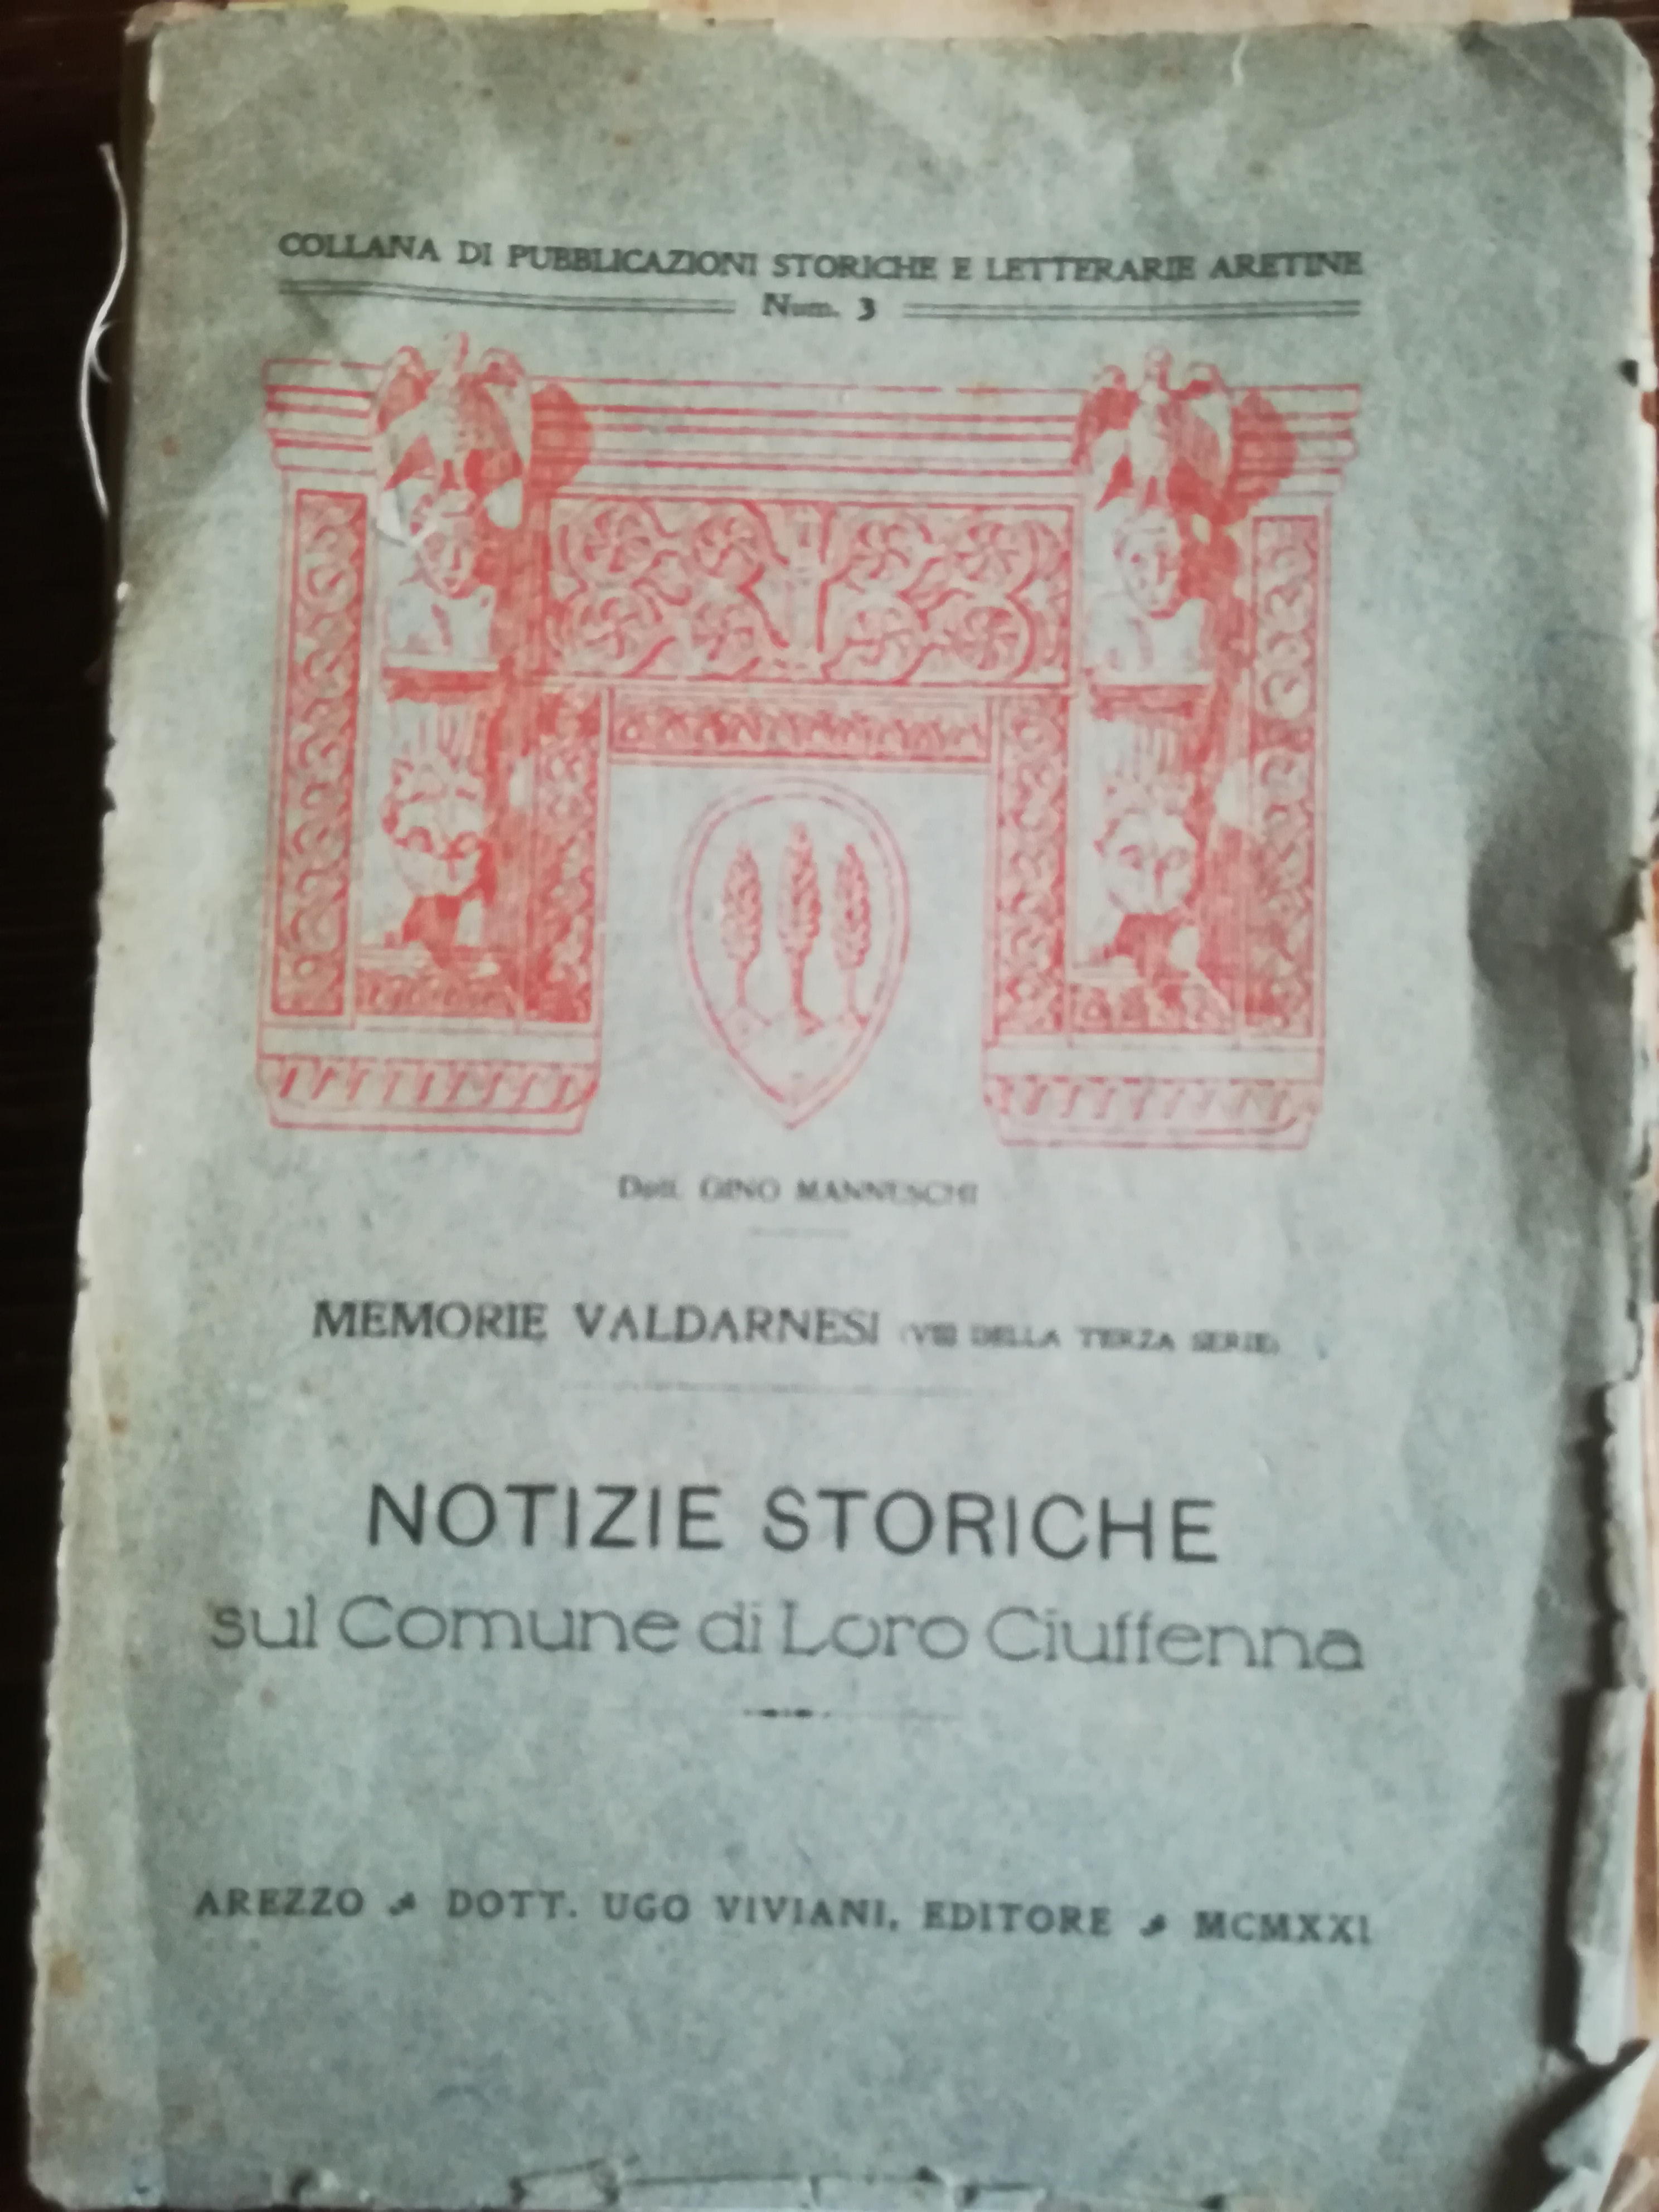 COLLANA DI PUBBLICAZIONI STORICHE E LETTERARIE ARETINE
Num. 3
Dott. GINO MANNESCHI
MEMORIE VALDARNESI (VIII DELLA TERZA SERIE)
NOTIZIE STORICHE
sul Comune di Loro Ciuffenna
AREZZO DOTT. UGO VIVIANI, EDITORE MCMXXI